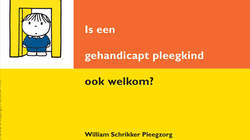 Is een
gehandicapt pleegkind
ook welkom?
William Schrikker Pleegzorg